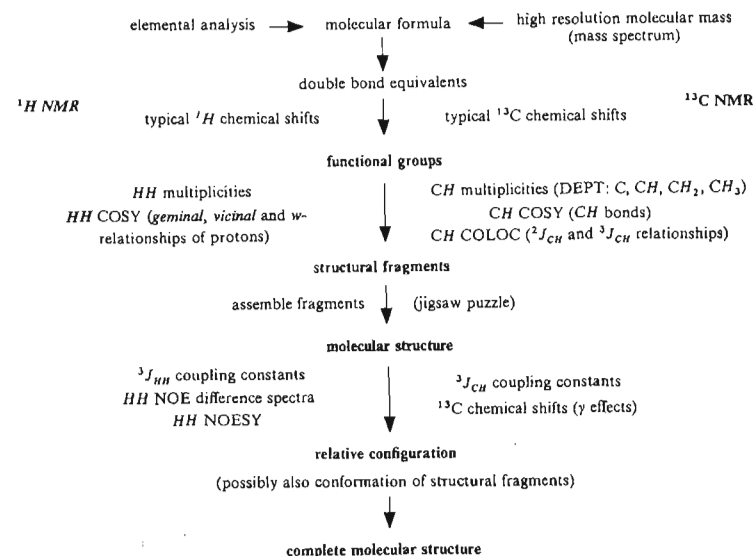 elemental analysis → molecular formula ← high resolution molecular mass
(mass spectrum)
double bond equivalents
¹H NMR
¹³C NMR
typical ¹H chemical shifts
typical ¹³C chemical shifts
functional groups
HH multiplicities
HH COSY (geminal, vicinal and w-
relationships of protons)
CH multiplicities (DEPT: C, CH, CH₂, CH₃)
CH COSY (CH bonds)
CH COLOC (²J_CH and ³J_CH relationships)
structural fragments
assemble fragments
(jigsaw puzzle)
molecular structure
³J_HH coupling constants
HH NOE difference spectra
HH NOESY
³J_CH coupling constants
¹³C chemical shifts (γ effects)
relative configuration
(possibly also conformation of structural fragments)
complete molecular structure